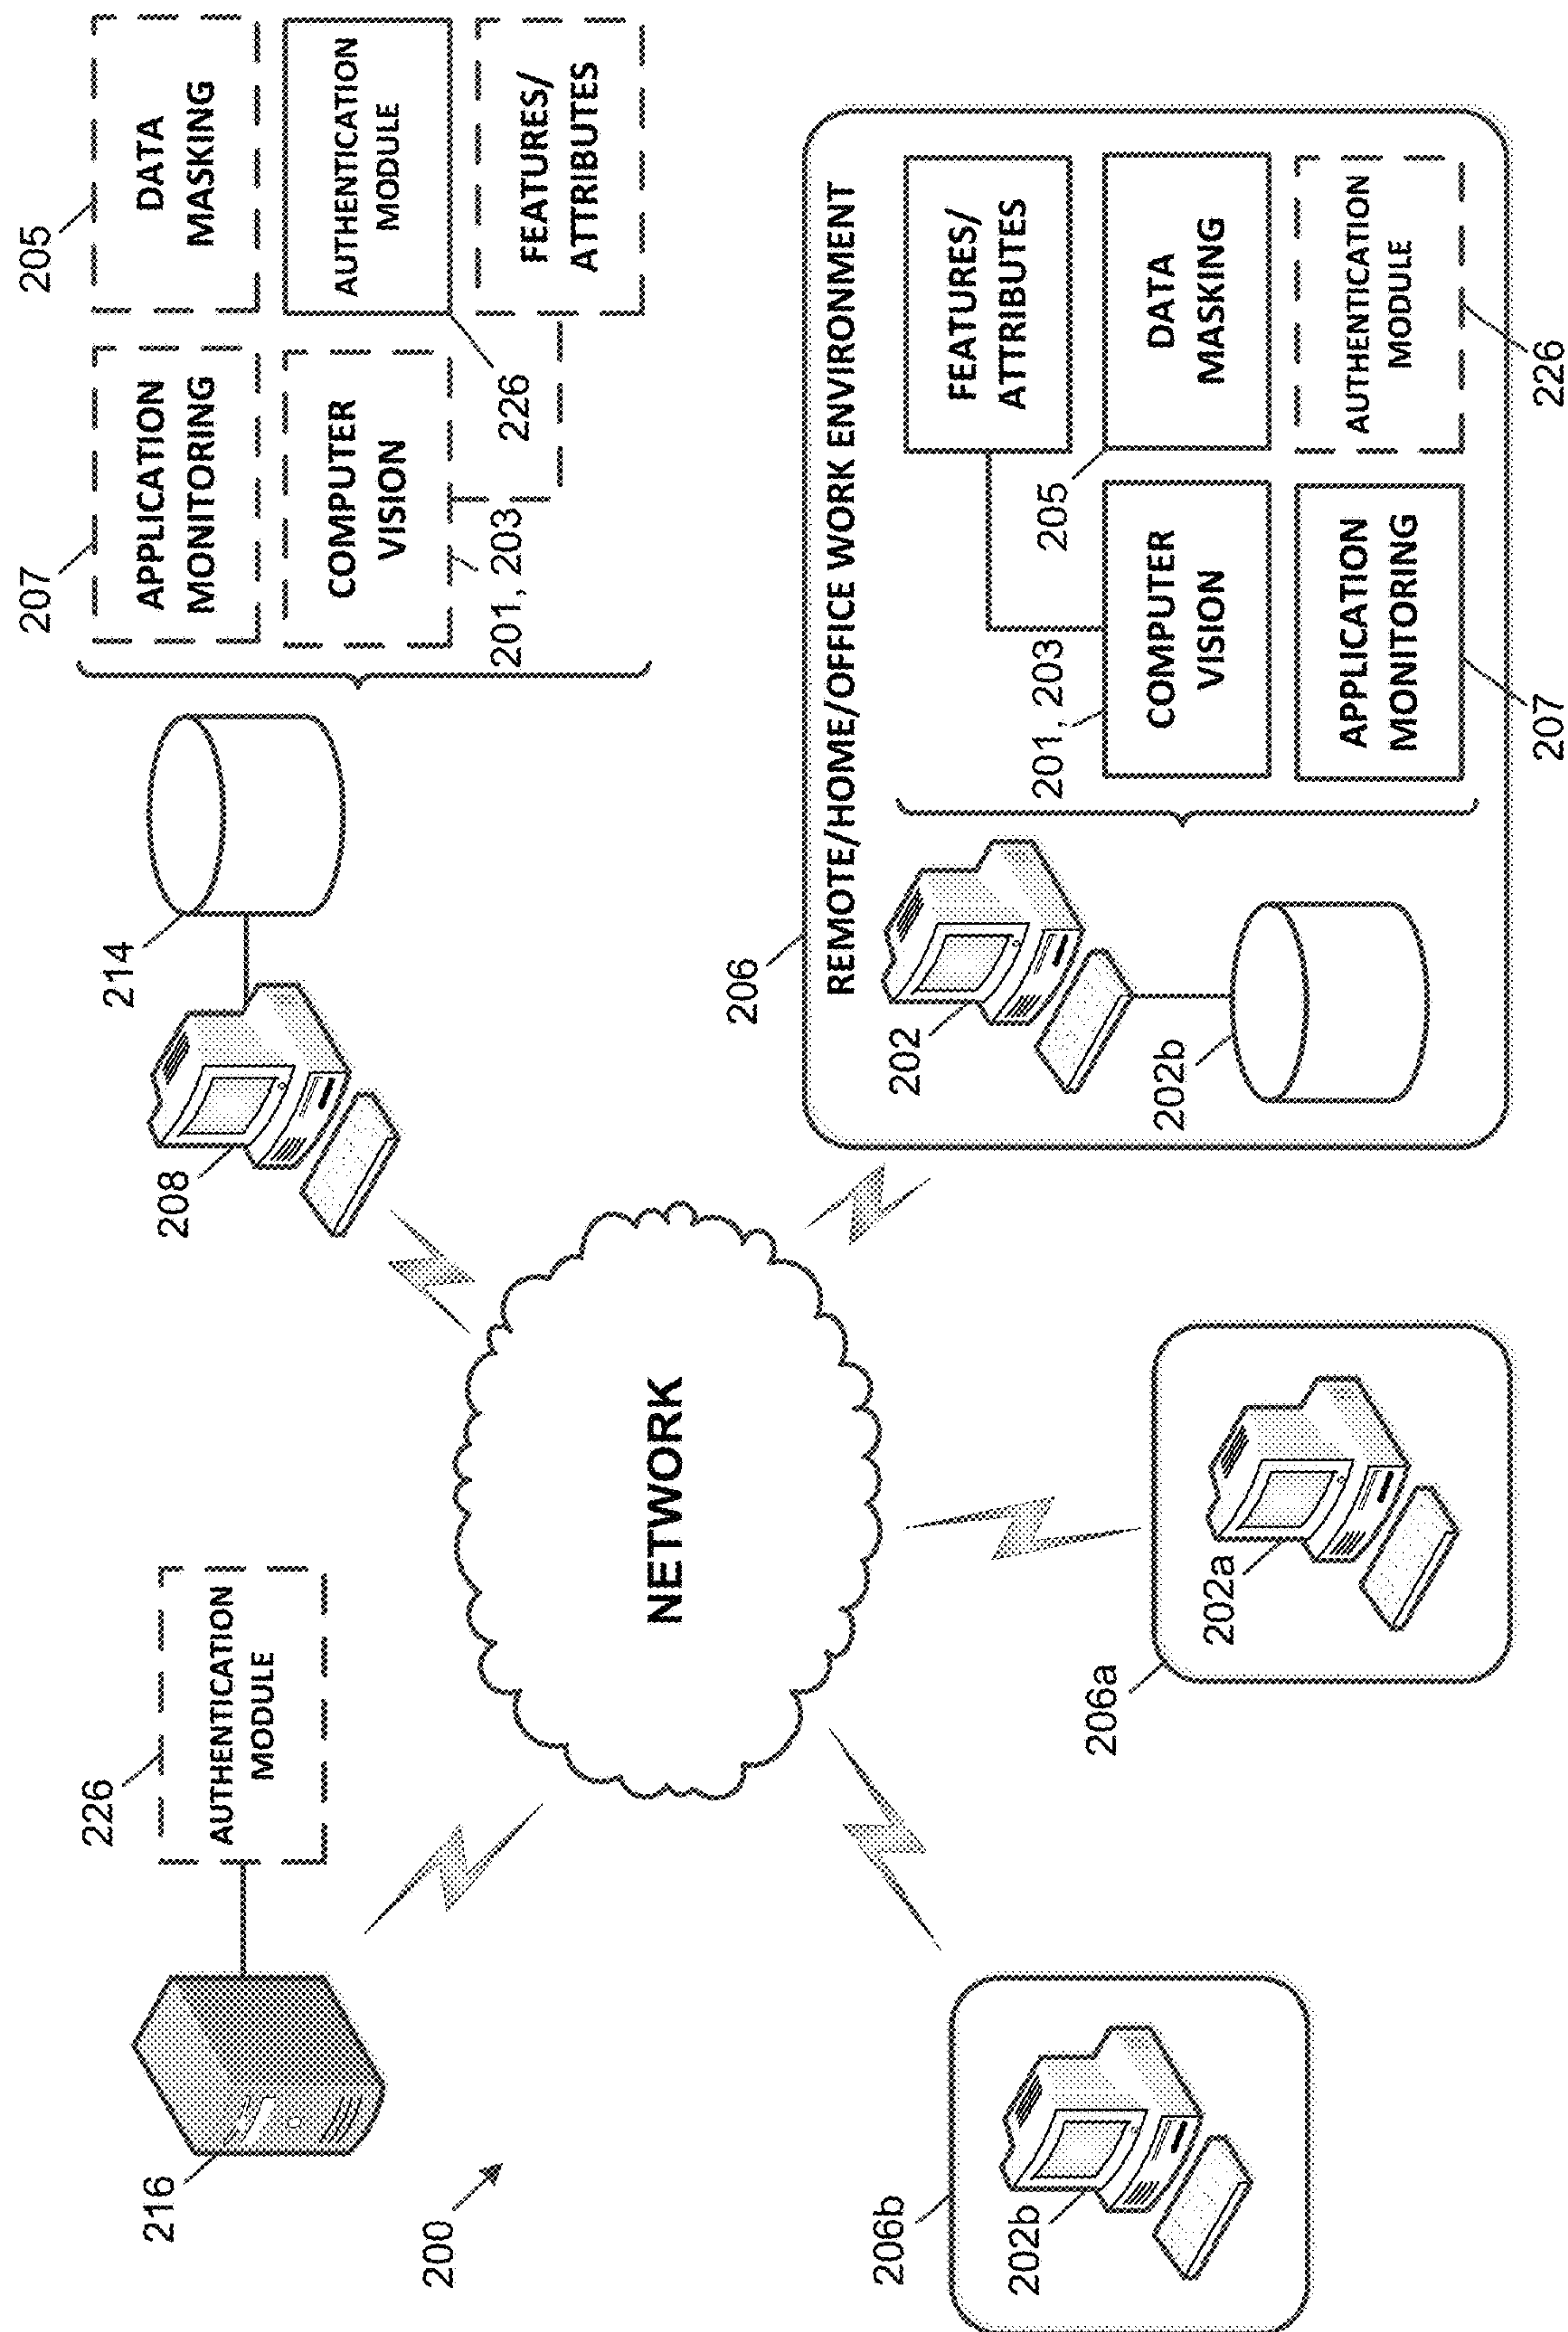 216
226
AUTHENTICATION
MODULE
200
208
214
207
APPLICATION
MONITORING
205
DATA
MASKING
COMPUTER
VISION
201, 203
AUTHENTICATION
MODULE
226
FEATURES/
ATTRIBUTES
NETWORK
206b
202b
206a
202a
206
REMOTE/HOME/OFFICE WORK ENVIRONMENT
202
202b
FEATURES/
ATTRIBUTES
201, 203
COMPUTER
VISION
205
DATA
MASKING
APPLICATION
MONITORING
207
AUTHENTICATION
MODULE
226